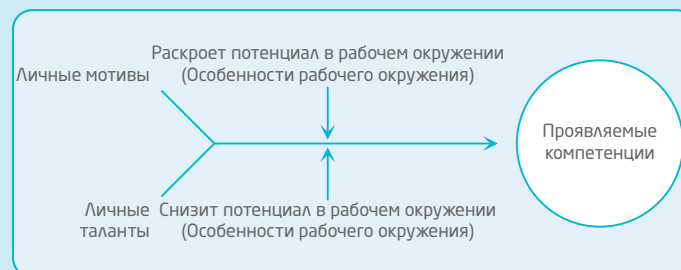 Раскроет потенциал в рабочем окружении
(Особенности рабочего окружения)
Личные мотивы
Проявляемые
компетенции
Личные
таланты
Снизит потенциал в рабочем окружении
(Особенности рабочего окружения)